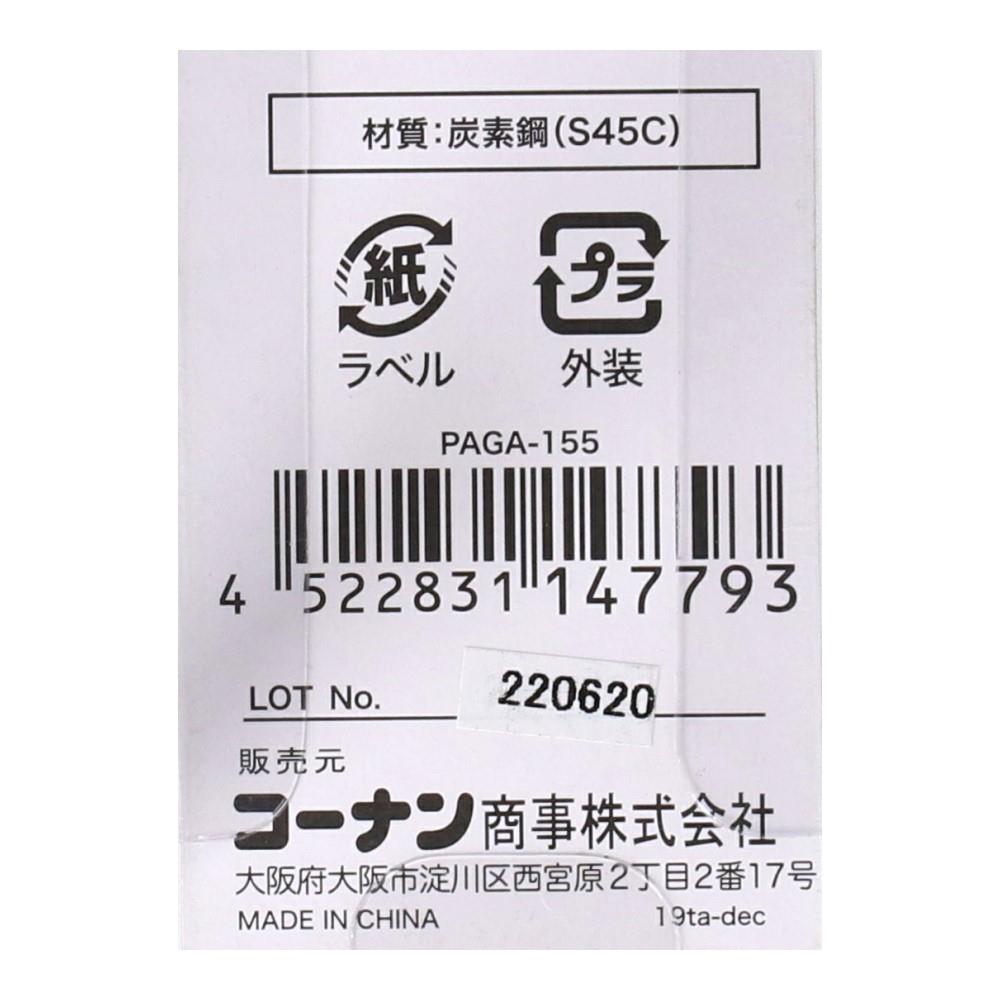 材質：炭素鋼（S45C）
紙 プラ
ラベル 外装
PAGA-155
4 522831 147793
LOT No. 220620
販売元
コーナン商事株式会社
大阪府大阪市淀川区西宮原2丁目2番17号
MADE IN CHINA 19ta-dec